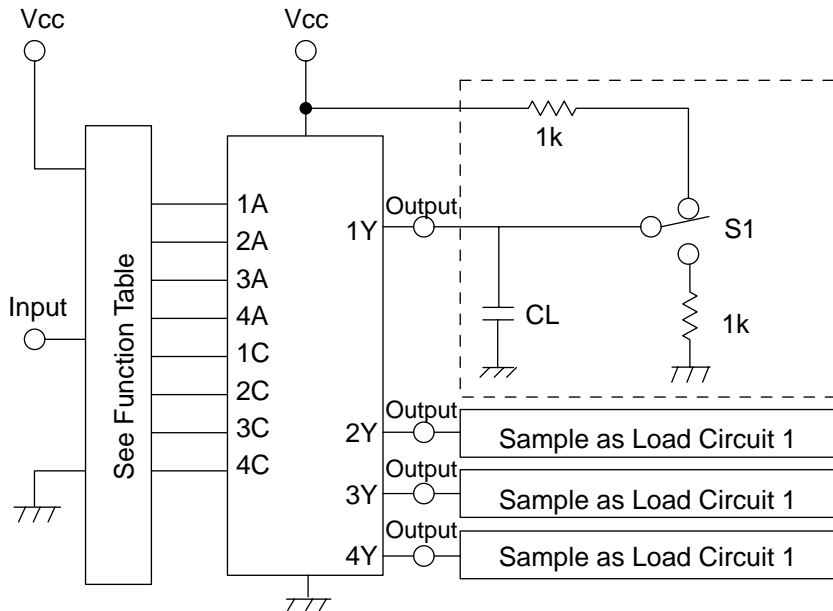 Vcc
Vcc
1k
Output
S1
1A
1Y
2A
3A
Input
4A
CL
1k
1C
See Function Table
2C
Output
3C
2Y
Sample as Load Circuit 1
4C
Output
3Y
Sample as Load Circuit 1
Output
4Y
Sample as Load Circuit 1